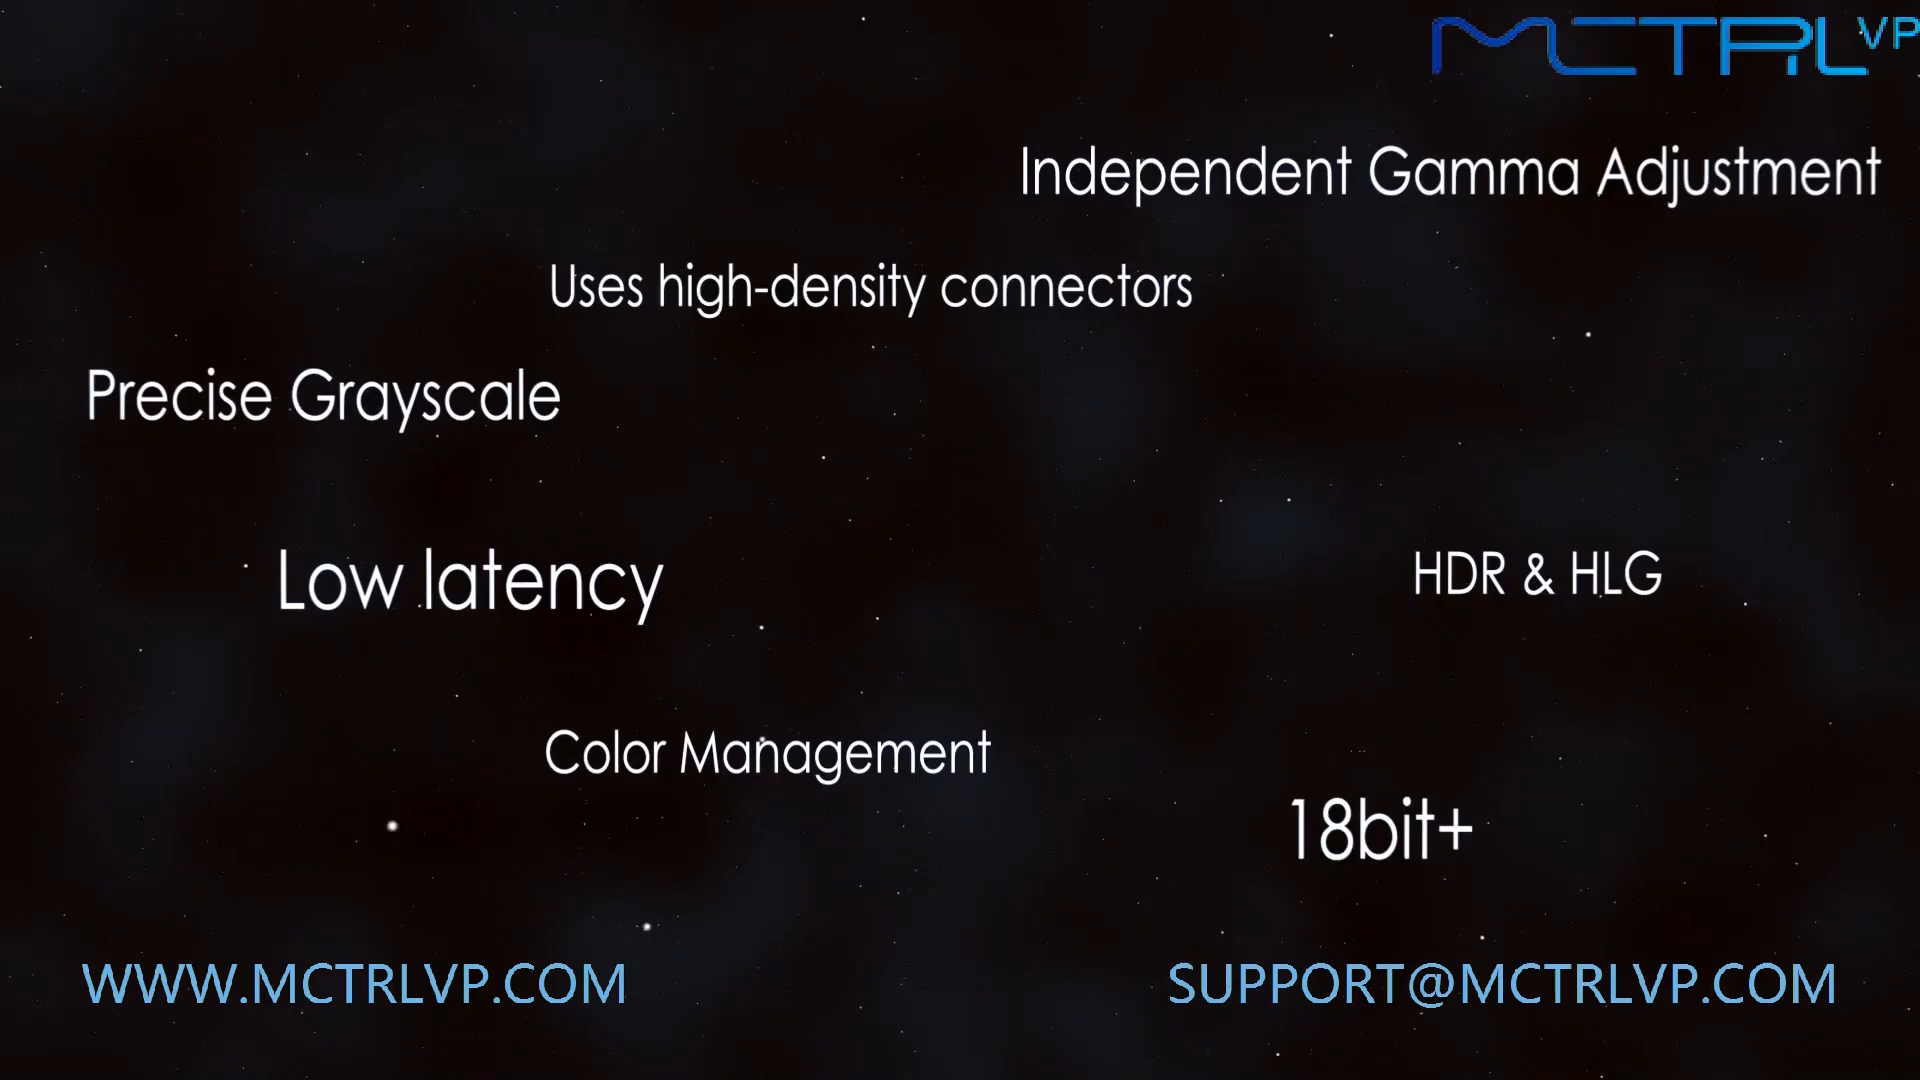 MCTRL VP
Independent Gamma Adjustment
Uses high-density connectors
Precise Grayscale
Low latency
HDR & HLG
Color Management
18bit+
WWW.MCTRLVP.COM
SUPPORT@MCTRLVP.COM